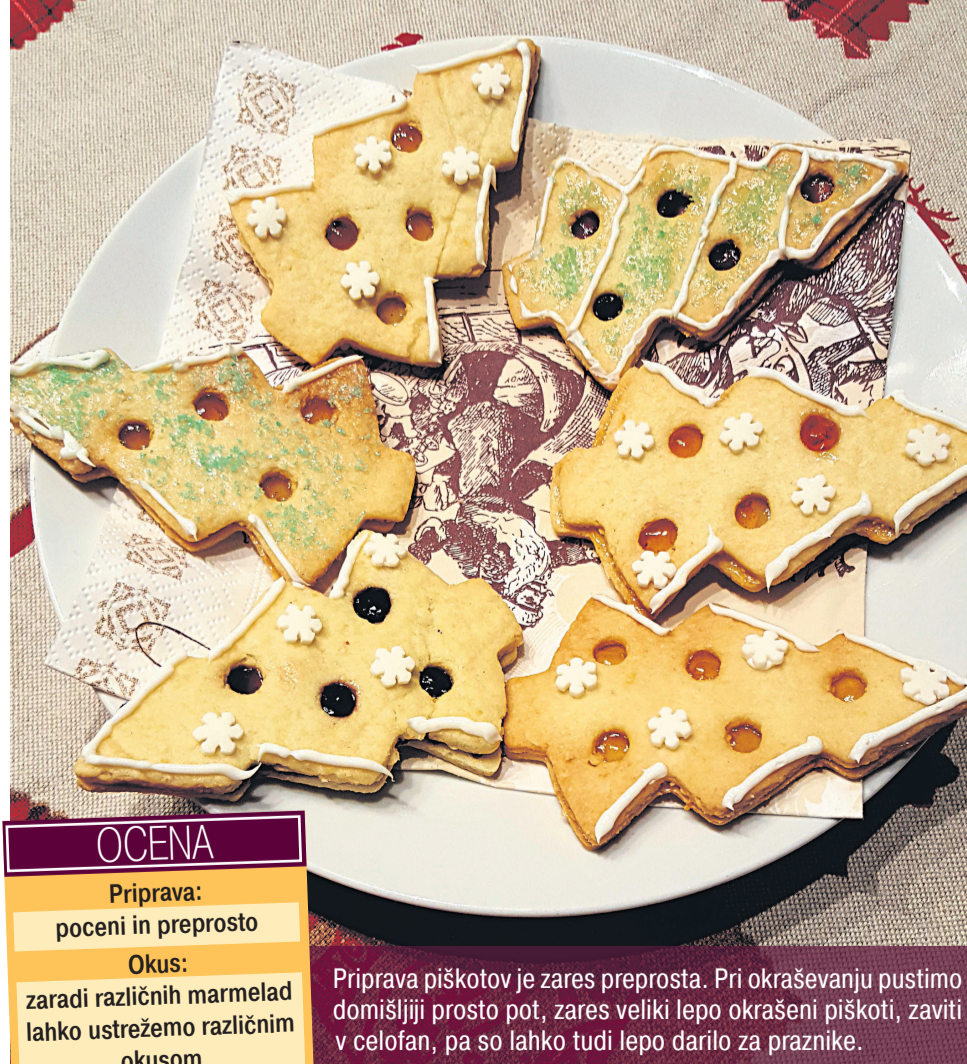 OCENA
Priprava:
poceni in preprosto
Okus:
zaradi različnih marmelad
lahko ustrežemo različnim
okusom
Priprava piškotov je zares preprosta. Pri okraševanju pustimo
domišljiji prosto pot, zares veliki lepo okrašeni piškoti, zaviti
v celofan, pa so lahko tudi lepo darilo za praznike.